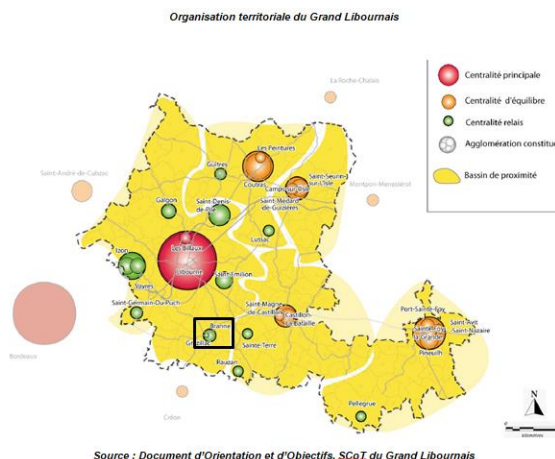 Organisation territoriale du Grand Libournais
La Roche-Chalais
Centralité principale
Centralité d'équilibre
Centralité relais
Agglomération constituée
Bassin de proximité
Saint-André-de-Cubzac
Les Peintures
Guîtres
Coutras
Saint-Seurin-
sur-l'Isle
Camps-sur-l'Isle
Saint-Médard-
de-Guizières
Montpon-Ménestérol
Galgon
Saint-Denis-
de-Pile
Lussac
Les Billaux
Libourne
Izon
Vayres
Saint-Emilion
Saint-Germain-Du-Puch
Saint-Magne-
de-Castillon
Castillon-
la-Bataille
Port-Sainte-Foy
Sainte-Foy-
la-Grande
Saint-Avit
Saint-Nazaire
Pineuilh
Bordeaux
Branne
Grézillac
Sainte-Terre
Rauzan
Créon
Pellegrue
N
Source : Document d'Orientation et d'Objectifs, SCoT du Grand Libournais